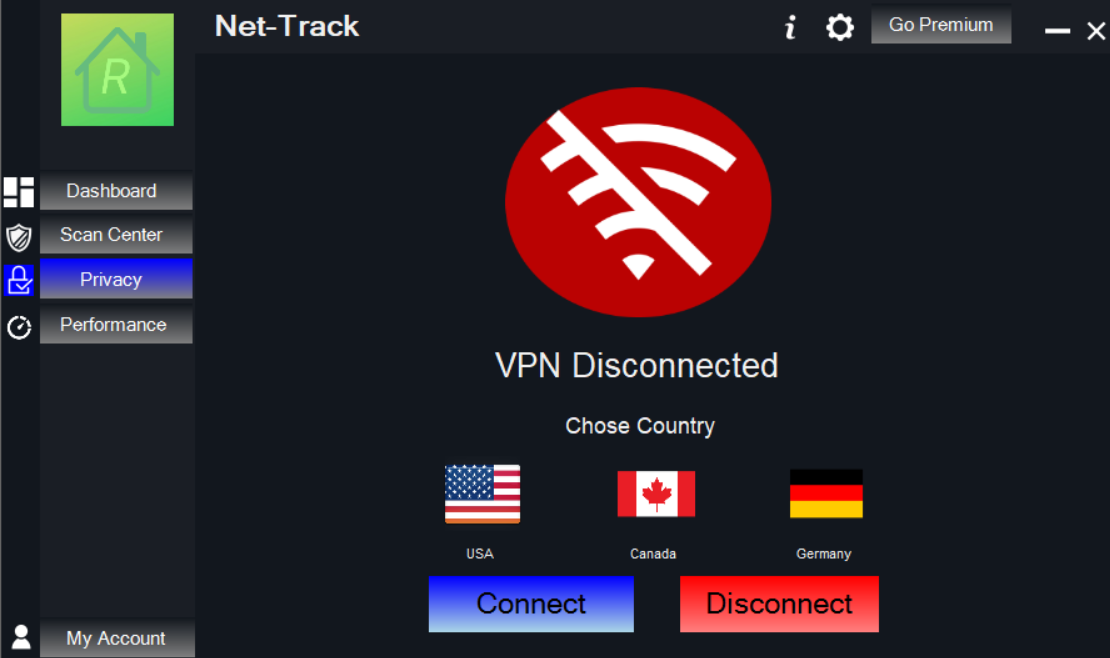 Net-Track
i
Go Premium
R
Dashboard
Scan Center
Privacy
Performance
VPN Disconnected
Chose Country
USA
Canada
Germany
Connect
Disconnect
My Account